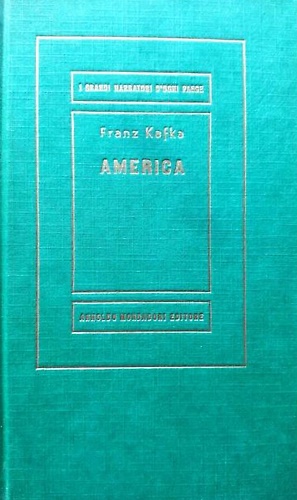 I GRANDI NARRATORI D'OGNI PAESE
Franz Kafka
AMERICA
ARNOLDO MONDADORI EDITORE